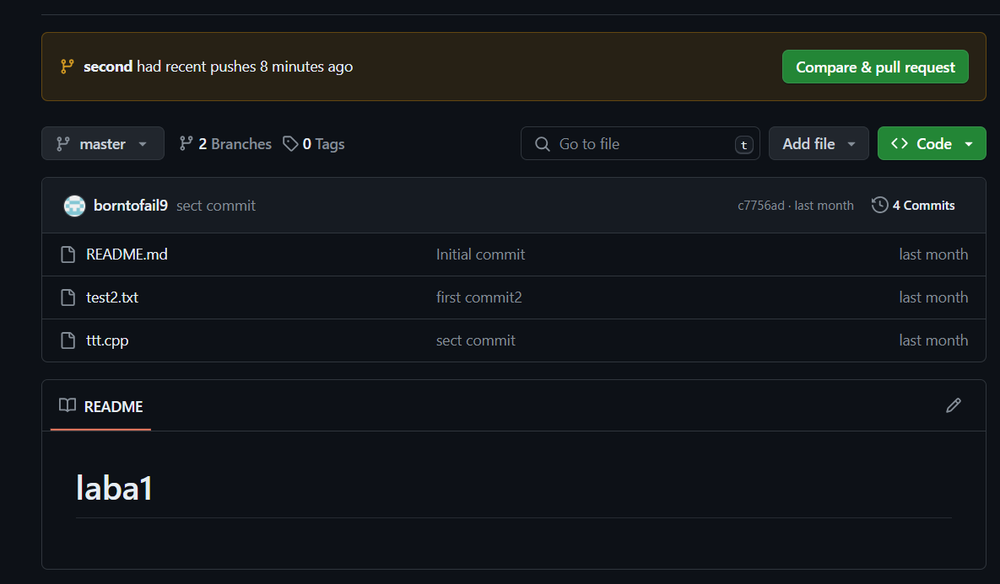 second had recent pushes 8 minutes ago
Compare & pull request
master
2 Branches
0 Tags
Go to file
t
Add file
Code
borntofail9 sect commit
c7756ad · last month
4 Commits
README.md Initial commit last month
test2.txt first commit2 last month
ttt.cpp sect commit last month
README
laba1